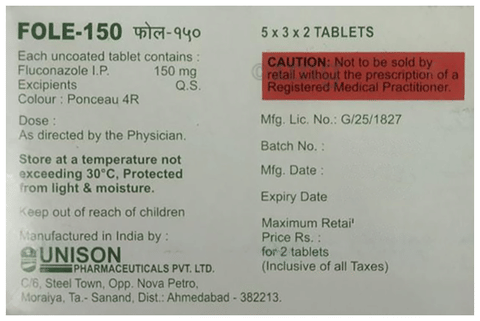 FOLE-150 फोल-१५०
Each uncoated tablet contains :
Fluconazole I.P. 150 mg
Excipients Q.S.
Colour : Ponceau 4R
Dose :
As directed by the Physician.
Store at a temperature not
exceeding 30°C, Protected
from light & moisture.
Keep out of reach of children
Manufactured in India by :
UNISON
PHARMACEUTICALS PVT. LTD.
C/6, Steel Town, Opp. Nova Petro,
Moraiya, Ta.- Sanand, Dist.: Ahmedabad - 382213.
5 x 3 x 2 TABLETS
CAUTION: Not to be sold by
retail without the prescription of a
Registered Medical Practitioner.
Mfg. Lic. No.: G/25/1827
Batch No. :
Mfg. Date :
Expiry Date
Maximum Retail
Price Rs. :
for 2 tablets
(Inclusive of all Taxes)